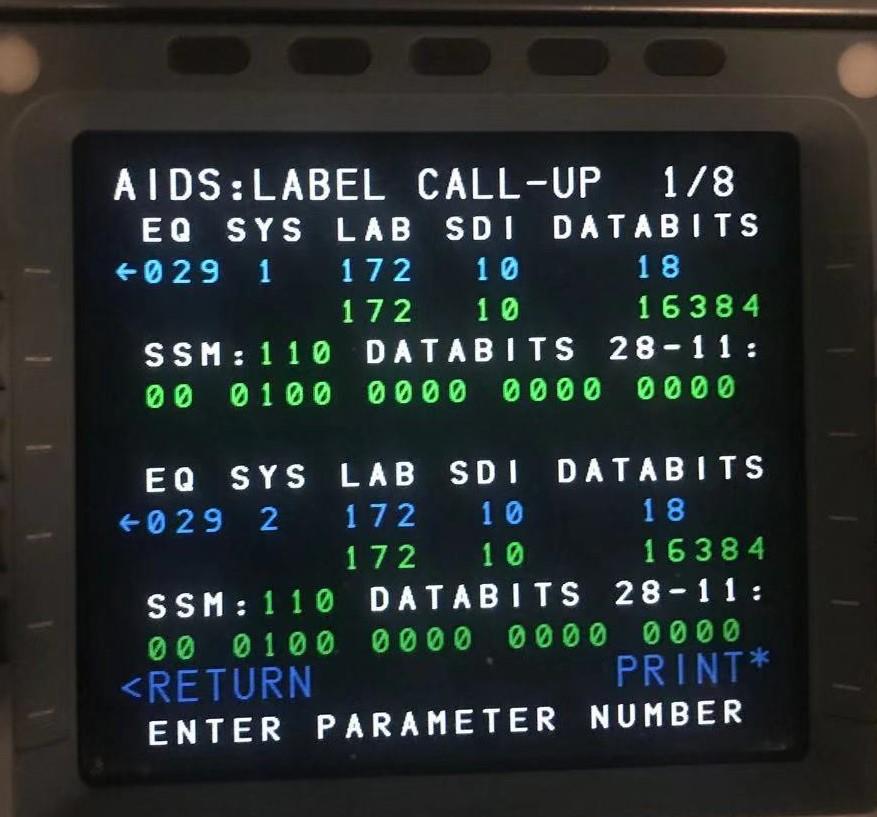 AIDS:LABEL CALL-UP 1/8
EQ SYS LAB SDI DATABITS
←029 1 172 10 18
172 10 16384
SSM:110 DATABITS 28-11:
00 0100 0000 0000 0000
EQ SYS LAB SDI DATABITS
←029 2 172 10 18
172 10 16384
SSM:110 DATABITS 28-11:
00 0100 0000 0000 0000
<RETURN PRINT*
ENTER PARAMETER NUMBER